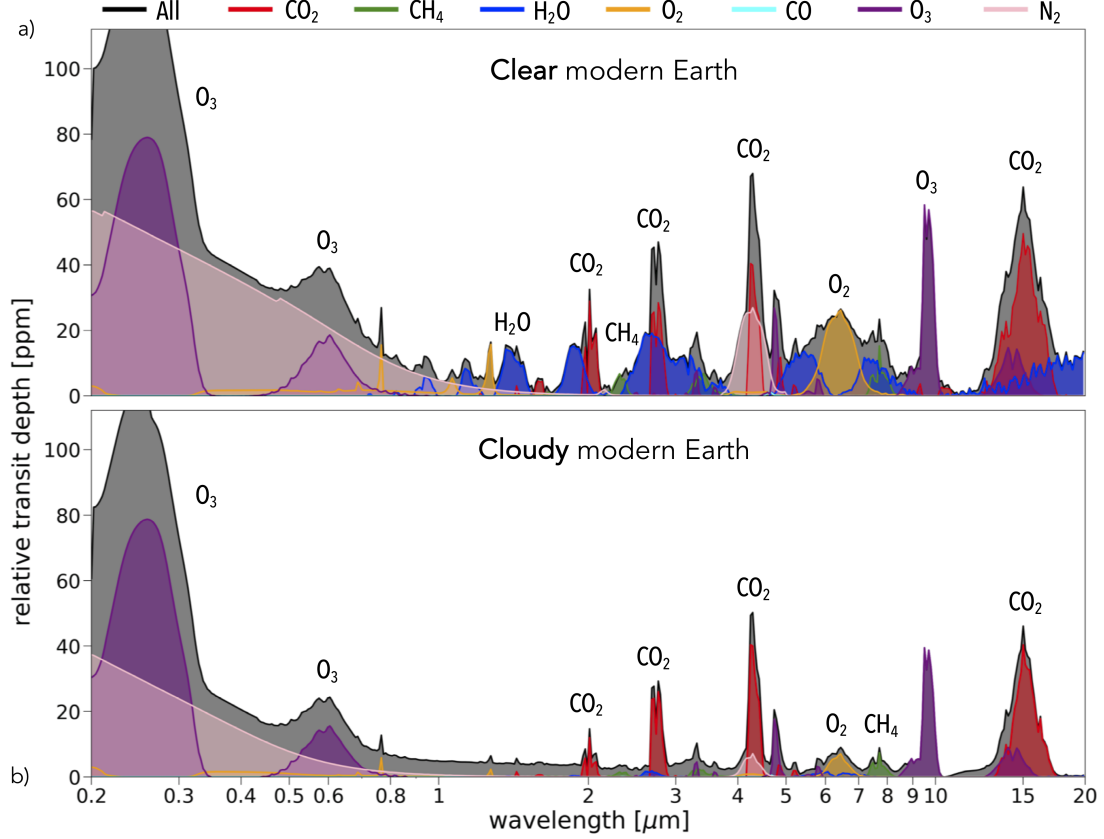 All CO₂ CH₄ H₂O O₂ CO O₃ N₂
a)
Clear modern Earth
100
80
60
40
20
0
O₃
O₃
H₂O
CO₂
CH₄
CO₂
CO₂
O₂
O₃
CO₂
relative transit depth [ppm]
Cloudy modern Earth
100
80
60
40
20
0
O₃
O₃
CO₂
CO₂
CO₂
O₂
CH₄
CO₂
b)
0.2 0.3 0.4 0.5 0.6 0.8 1 2 3 4 5 6 7 8 9 10 15 20
wavelength [μm]